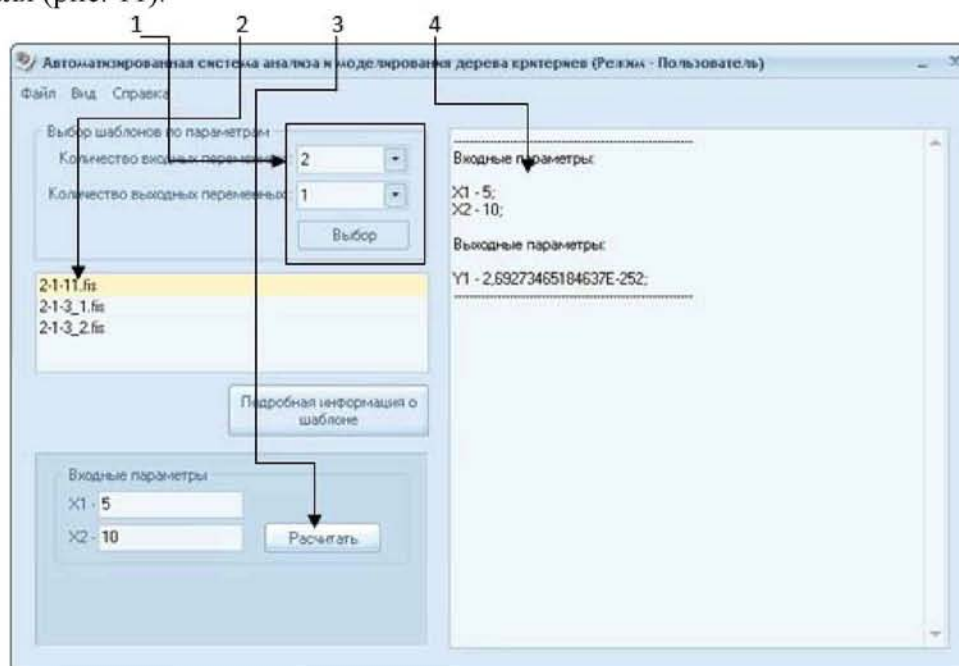 (рис. 11).
1 2 3 4
Автоматизированная система анализа и моделирования дерева критериев (Режим - Пользователь)
Файл Вид Справка
Выбор шаблонов по параметрам
Количество входных переменных: 2
Количество выходных переменных: 1
Выбор
2-1-11.fis
2-1-3_1.fis
2-1-3_2.fis
Подробная информация о
шаблоне
Входные параметры
X1 - 5
X2 - 10
Расчитать
Входные параметры:
X1 - 5;
X2 - 10;
Выходные параметры:
Y1 - 2,69273465184637E-252;